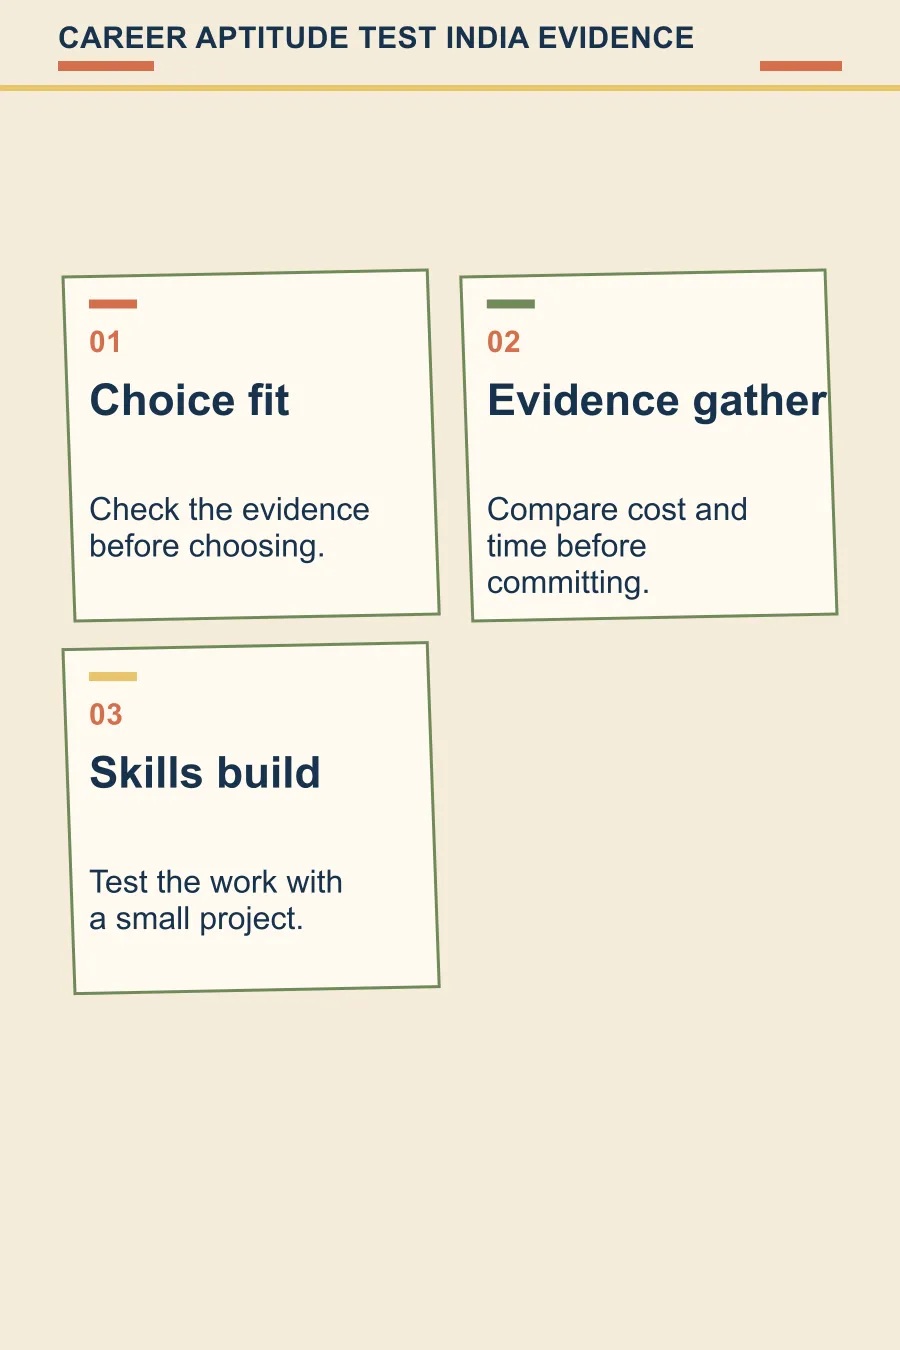 CAREER APTITUDE TEST INDIA EVIDENCE
01
Choice fit
Check the evidence
before choosing.
02
Evidence gather
Compare cost and
time before
committing.
03
Skills build
Test the work with
a small project.